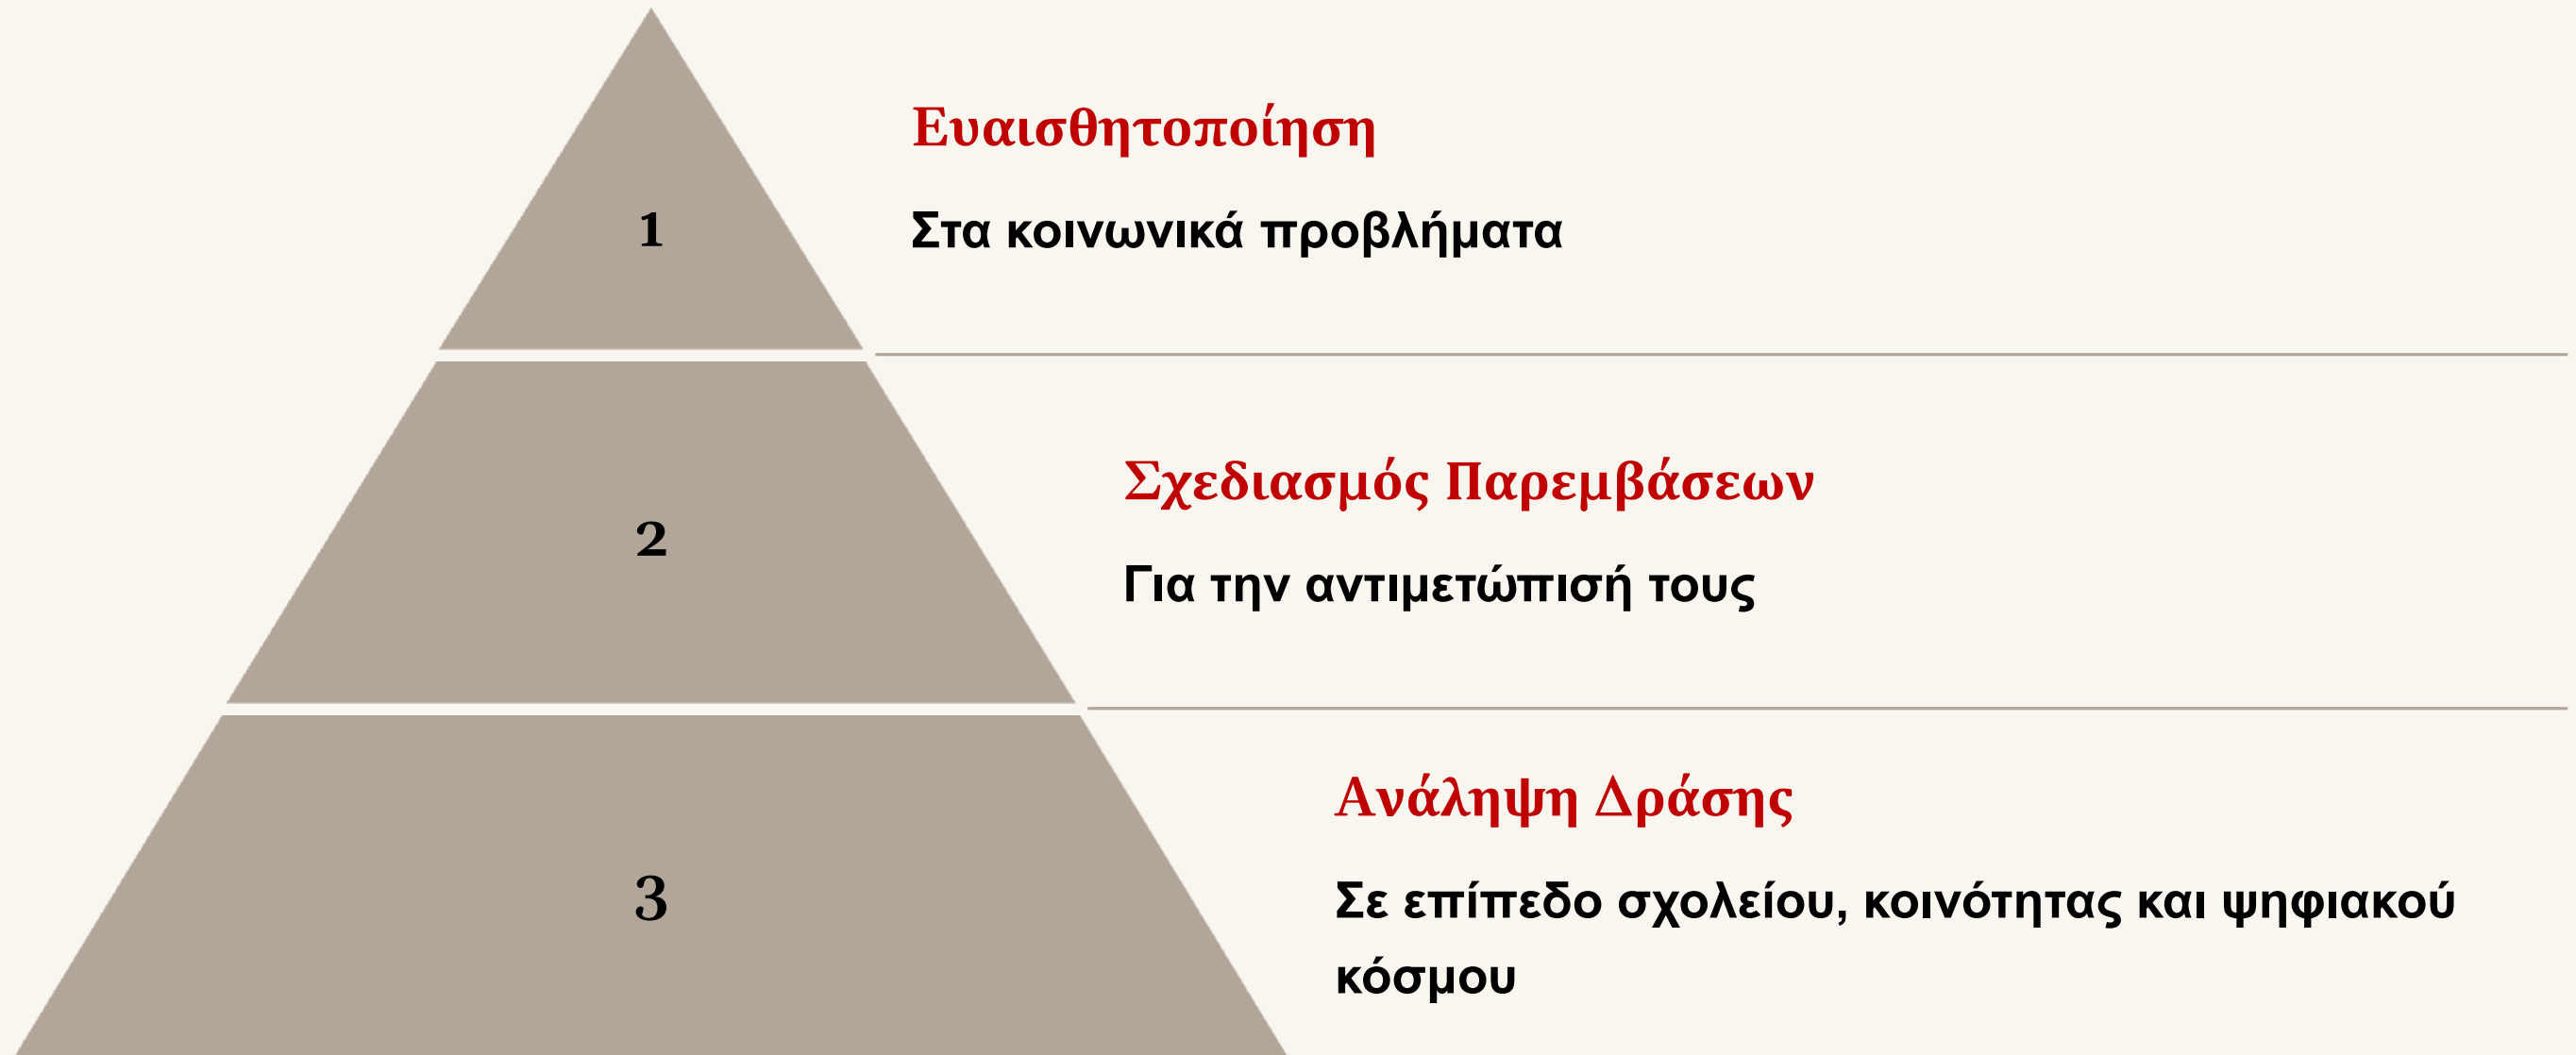 1
Ευαισθητοποίηση
Στα κοινωνικά προβλήματα
2
Σχεδιασμός Παρεμβάσεων
Για την αντιμετώπισή τους
3
Ανάληψη Δράσης
Σε επίπεδο σχολείου, κοινότητας και ψηφιακού
κόσμου